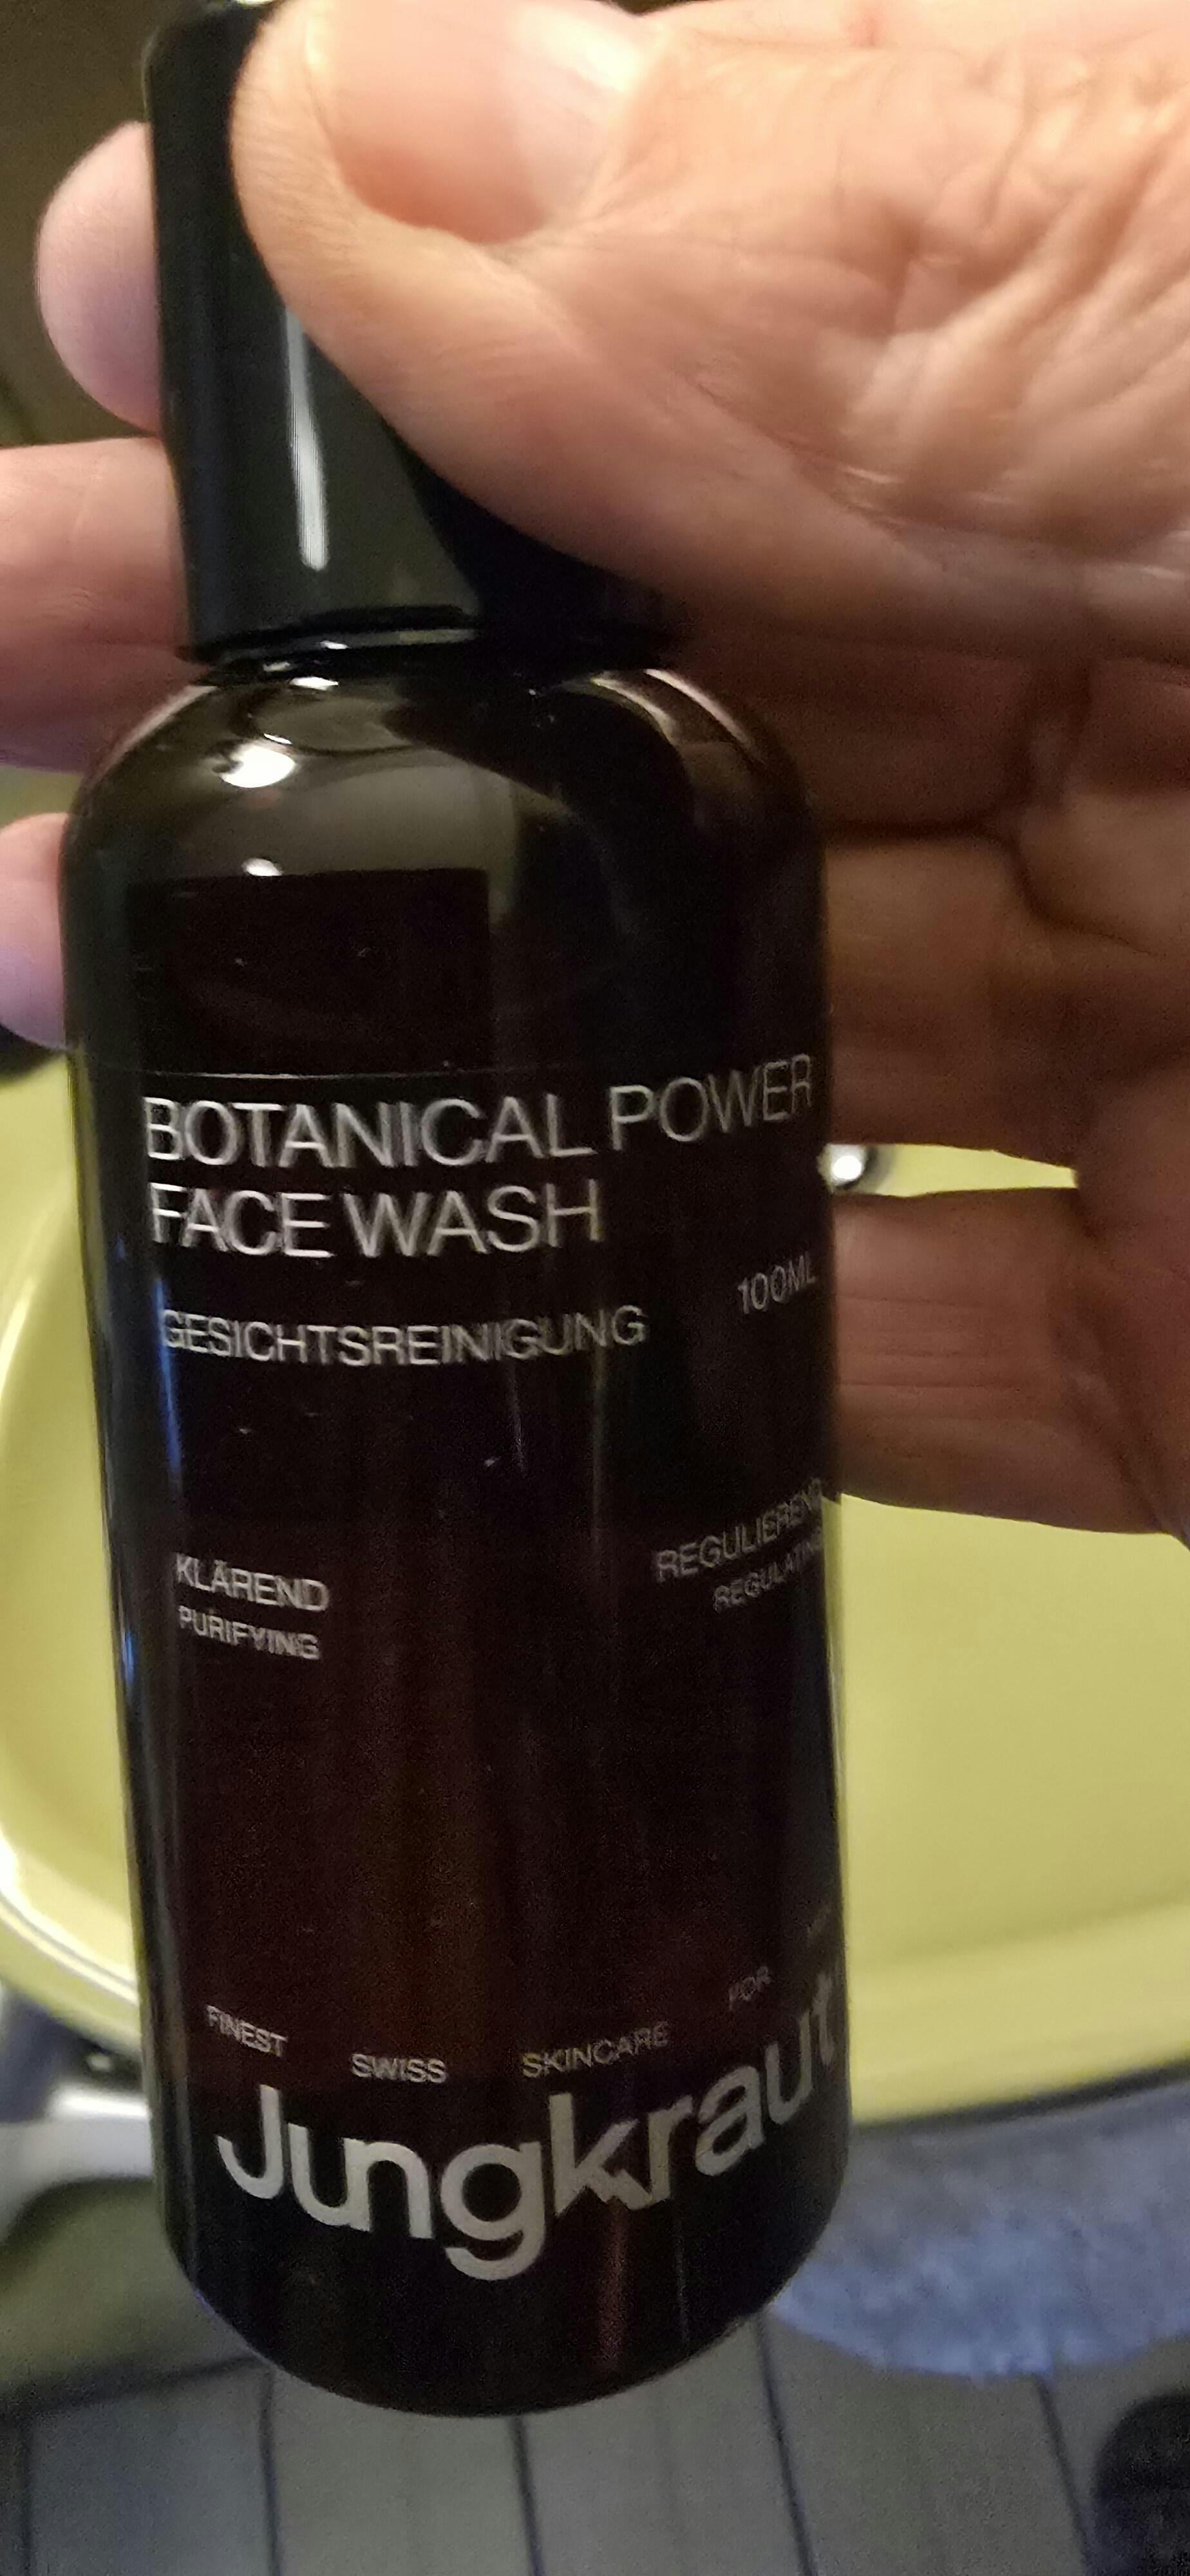 BOTANICAL POWER
FACE WASH
GESICHTSREINIGUNG
100ML
KLÄREND
PURIFYING
REGULIEREND
REGULATING
FINEST SWISS SKINCARE FOR
Jungkraut